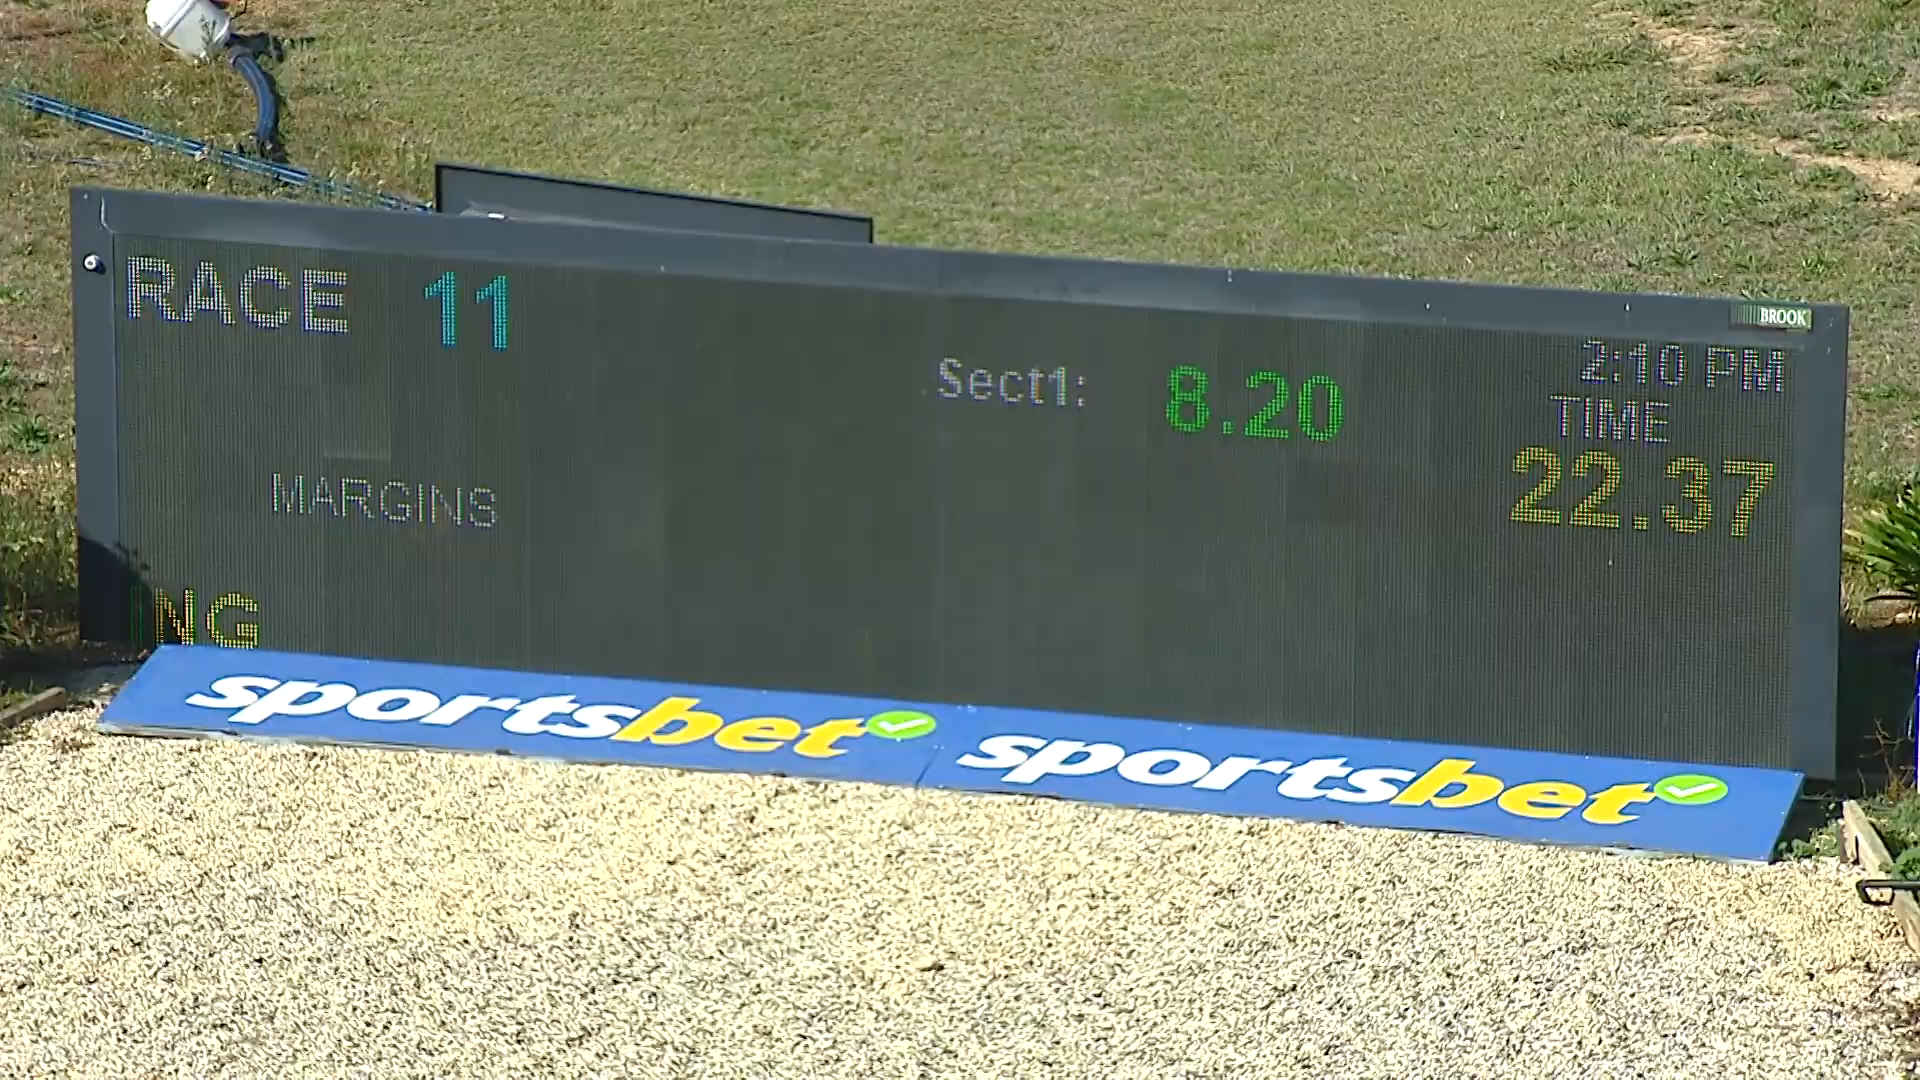 RACE 11
BROOK
2:10 PM
Sect1: 8.20
TIME
22.37
MARGINS
NG
sportsbet sportsbet